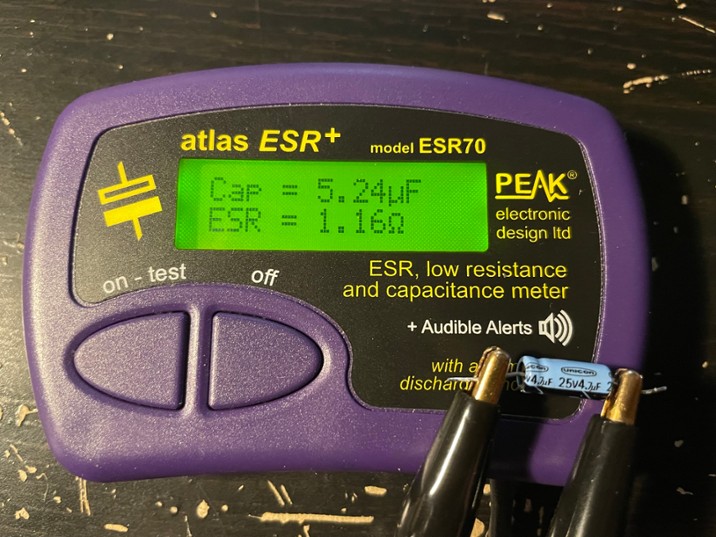 atlas ESR+
model ESR70
Cap = 5.24µF
ESR = 1.16Ω
PEAK®
electronic
design ltd
on - test
off
ESR, low resistance
and capacitance meter
+ Audible Alerts
with a
discharg
25V4.7µF